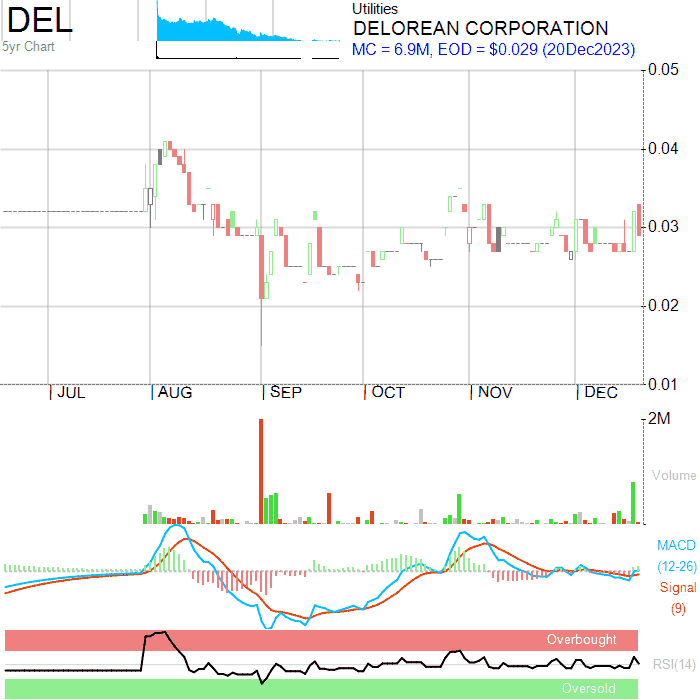 DEL
5yr Chart
Utilities
DELOREAN CORPORATION
MC = 6.9M, EOD = $0.029 (20Dec2023)
0.05
0.04
0.03
0.02
0.01
JUL
AUG
SEP
OCT
NOV
DEC
2M
Volume
MACD
(12-26)
Signal
(9)
Overbought
RSI(14)
Oversold